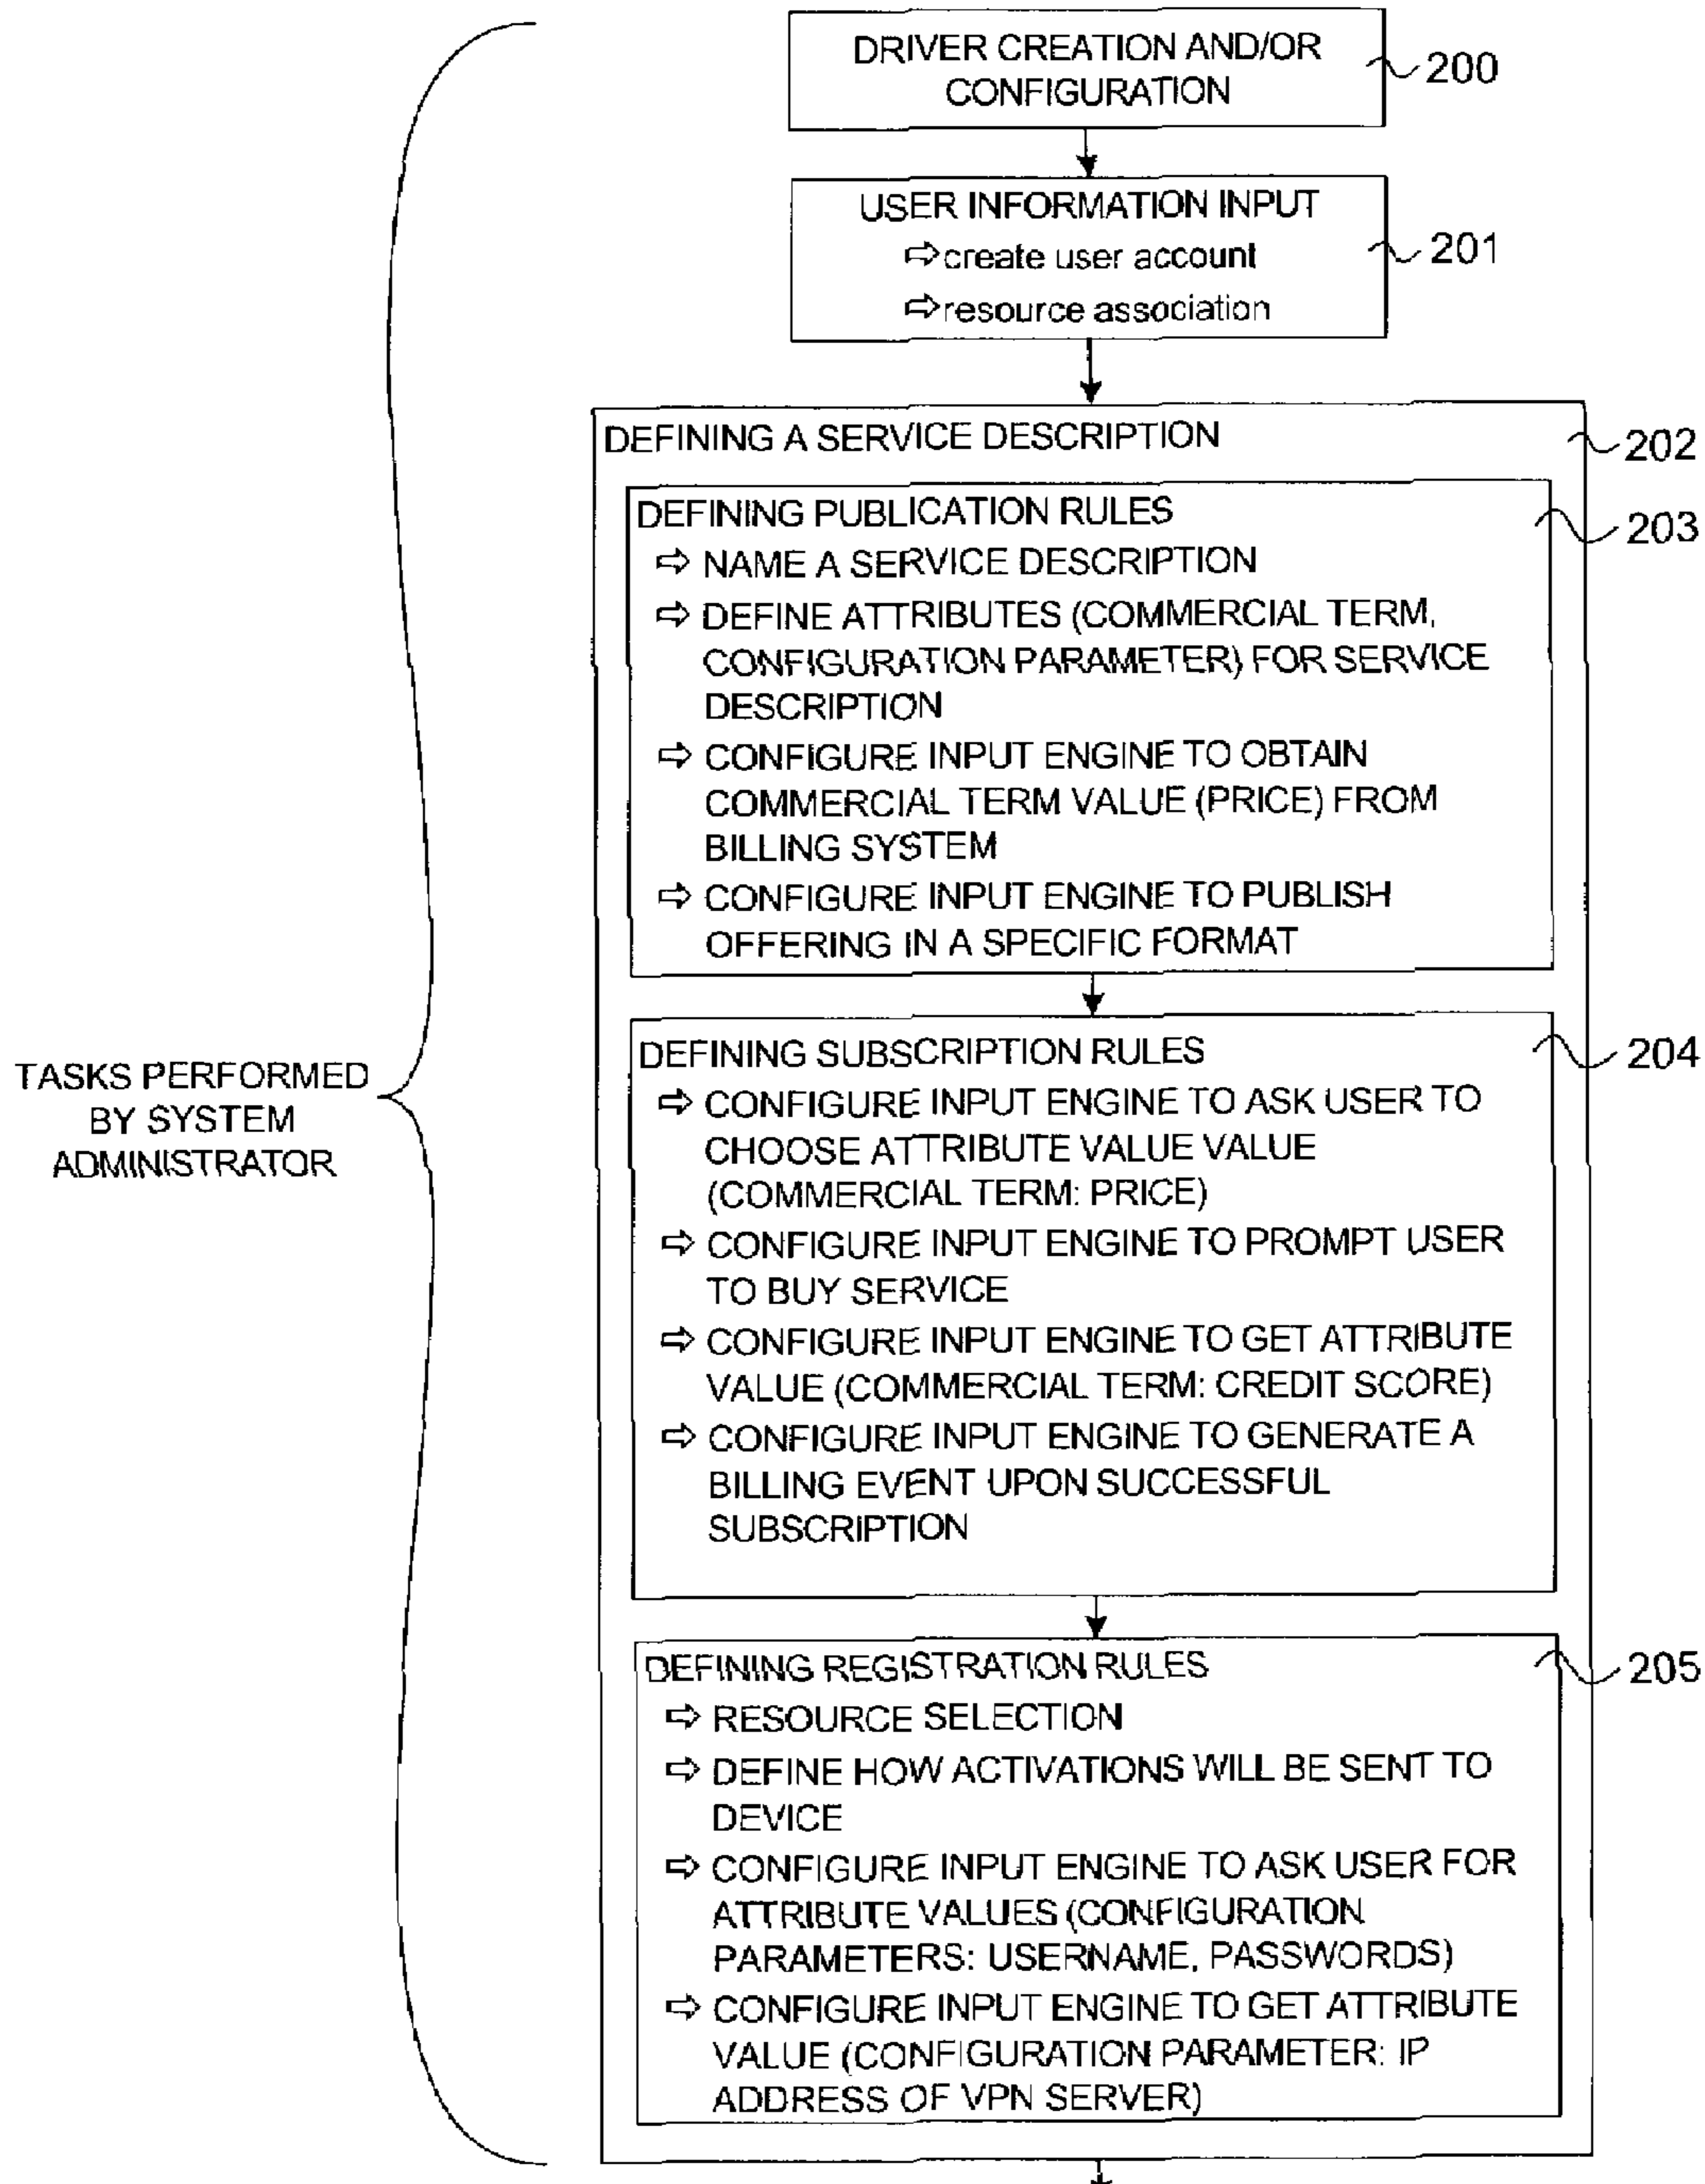 DRIVER CREATION AND/OR
CONFIGURATION
200
USER INFORMATION INPUT
⇨create user account
⇨resource association
201
DEFINING A SERVICE DESCRIPTION
202
DEFINING PUBLICATION RULES
203
⇨ NAME A SERVICE DESCRIPTION
⇨ DEFINE ATTRIBUTES (COMMERCIAL TERM,
CONFIGURATION PARAMETER) FOR SERVICE
DESCRIPTION
⇨ CONFIGURE INPUT ENGINE TO OBTAIN
COMMERCIAL TERM VALUE (PRICE) FROM
BILLING SYSTEM
⇨ CONFIGURE INPUT ENGINE TO PUBLISH
OFFERING IN A SPECIFIC FORMAT
TASKS PERFORMED
BY SYSTEM
ADMINISTRATOR
DEFINING SUBSCRIPTION RULES
204
⇨ CONFIGURE INPUT ENGINE TO ASK USER TO
CHOOSE ATTRIBUTE VALUE VALUE
(COMMERCIAL TERM: PRICE)
⇨ CONFIGURE INPUT ENGINE TO PROMPT USER
TO BUY SERVICE
⇨ CONFIGURE INPUT ENGINE TO GET ATTRIBUTE
VALUE (COMMERCIAL TERM: CREDIT SCORE)
⇨ CONFIGURE INPUT ENGINE TO GENERATE A
BILLING EVENT UPON SUCCESSFUL
SUBSCRIPTION
DEFINING REGISTRATION RULES
205
⇨ RESOURCE SELECTION
⇨ DEFINE HOW ACTIVATIONS WILL BE SENT TO
DEVICE
⇨ CONFIGURE INPUT ENGINE TO ASK USER FOR
ATTRIBUTE VALUES (CONFIGURATION
PARAMETERS: USERNAME, PASSWORDS)
⇨ CONFIGURE INPUT ENGINE TO GET ATTRIBUTE
VALUE (CONFIGURATION PARAMETER: IP
ADDRESS OF VPN SERVER)